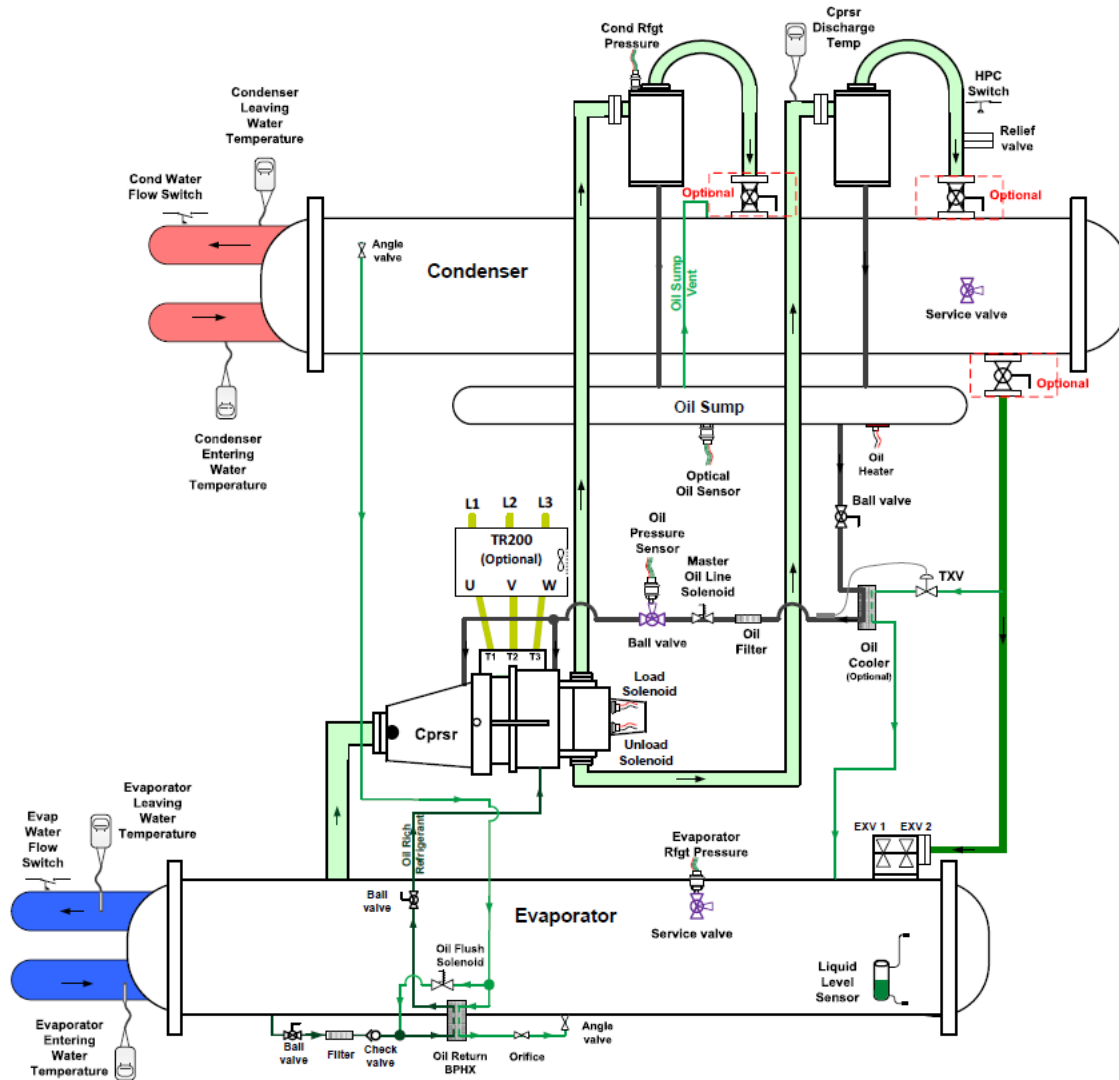 Cond Rfgt
Pressure
Cprsr
Discharge
Temp
HPC
Switch
Relief
valve
Condenser
Leaving
Water
Temperature
Cond Water
Flow Switch
Optional
Optional
Angle
valve
Condenser
Oil Sump
Vent
Service valve
Optional
Condenser
Entering
Water
Temperature
Oil Sump
Optical
Oil Sensor
Oil
Heater
Ball valve
L1 L2 L3
TR200
(Optional)
U V W
Oil
Pressure
Sensor
Master
Oil Line
Solenoid
TXV
Ball valve
Oil
Filter
Oil
Cooler
(Optional)
T1 T2 T3
Load
Solenoid
Cprsr
Unload
Solenoid
Evaporator
Leaving
Water
Temperature
Evap
Water
Flow
Switch
Oil Rich
Refrigerant
Evaporator
Rfgt Pressure
EXV 1 EXV 2
Ball
valve
Evaporator
Service valve
Oil Flush
Solenoid
Liquid
Level
Sensor
Evaporator
Entering
Water
Temperature
Ball
valve
Filter
Check
valve
Oil Return
BPHX
Orifice
Angle
valve